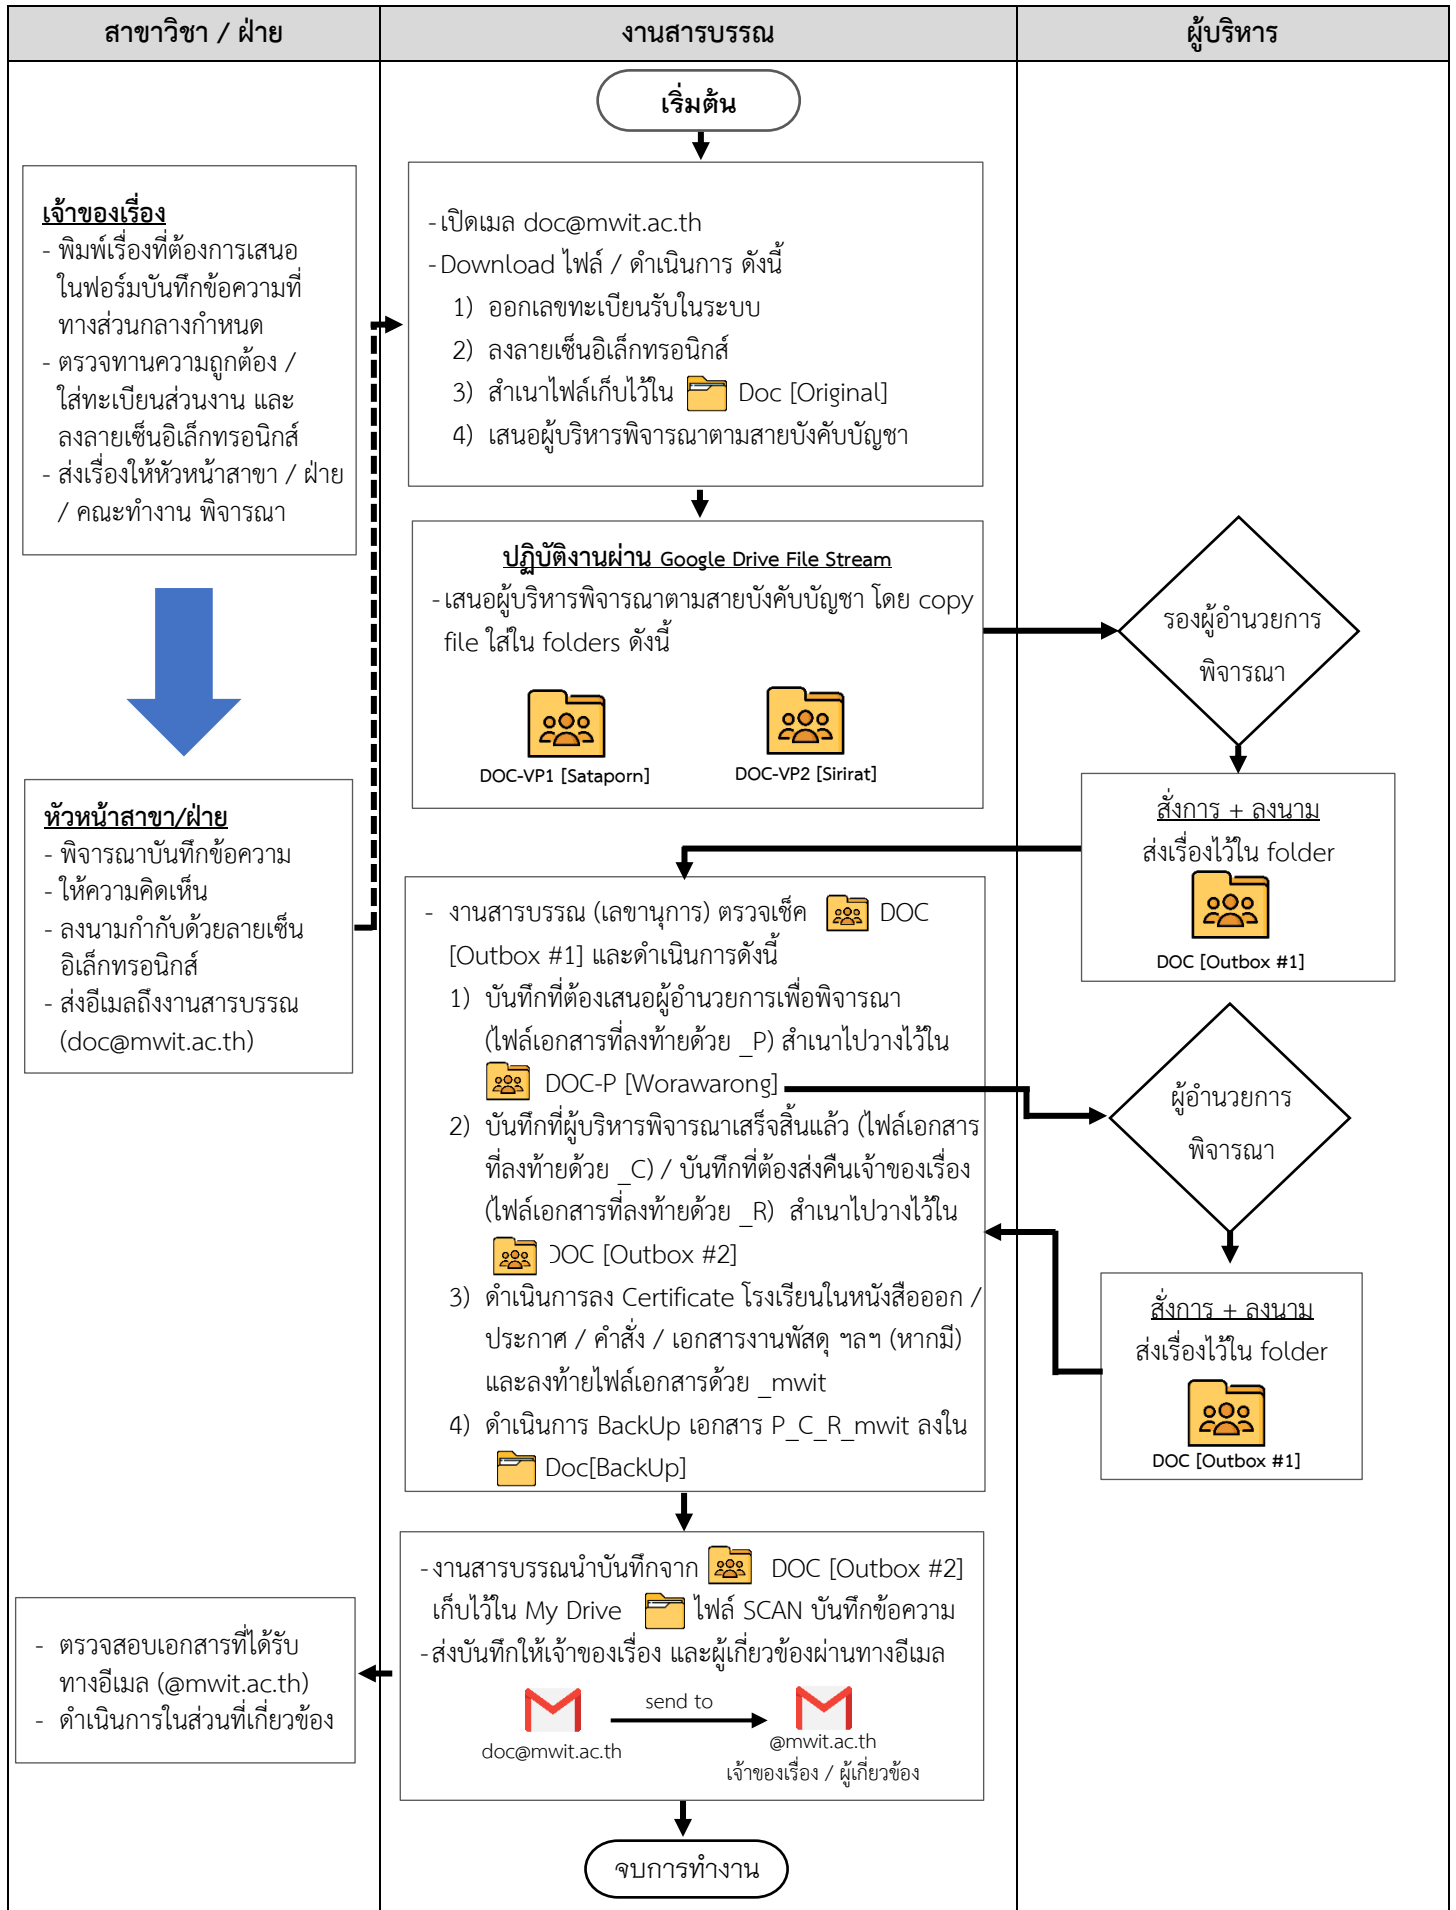 สาขาวิชา / ฝ่าย
งานสารบรรณ
ผู้บริหาร
เริ่มต้น
เจ้าของเรื่อง
- พิมพ์เรื่องที่ต้องการเสนอ
ในฟอร์มบันทึกข้อความที่
ทางส่วนกลางกำหนด
- ตรวจทานความถูกต้อง /
ใส่ทะเบียนส่วนงาน และ
ลงลายเซ็นอิเล็กทรอนิกส์
- ส่งเรื่องให้หัวหน้าสาขา / ฝ่าย
/ คณะทำงาน พิจารณา
- เปิดเมล doc@mwit.ac.th
- Download ไฟล์ / ดำเนินการ ดังนี้
1) ออกเลขทะเบียนรับในระบบ
2) ลงลายเซ็นอิเล็กทรอนิกส์
3) สำเนาไฟล์เก็บไว้ใน Doc [Original]
4) เสนอผู้บริหารพิจารณาตามสายบังคับบัญชา
ปฏิบัติงานผ่าน Google Drive File Stream
- เสนอผู้บริหารพิจารณาตามสายบังคับบัญชา โดย copy
file ใส่ใน folders ดังนี้
DOC-VP1 [Sataporn]
DOC-VP2 [Sirirat]
รองผู้อำนวยการ
พิจารณา
สั่งการ + ลงนาม
ส่งเรื่องไว้ใน folder
DOC [Outbox #1]
หัวหน้าสาขา/ฝ่าย
- พิจารณาบันทึกข้อความ
- ให้ความคิดเห็น
- ลงนามกำกับด้วยลายเซ็น
อิเล็กทรอนิกส์
- ส่งอีเมลถึงงานสารบรรณ
(doc@mwit.ac.th)
- งานสารบรรณ (เลขานุการ) ตรวจเช็ค DOC
[Outbox #1] และดำเนินการดังนี้
1) บันทึกที่ต้องเสนอผู้อำนวยการเพื่อพิจารณา
(ไฟล์เอกสารที่ลงท้ายด้วย _P) สำเนาไปวางไว้ใน
DOC-P [Worawarong]
2) บันทึกที่ผู้บริหารพิจารณาเสร็จสิ้นแล้ว (ไฟล์เอกสาร
ที่ลงท้ายด้วย _C) / บันทึกที่ต้องส่งคืนเจ้าของเรื่อง
(ไฟล์เอกสารที่ลงท้ายด้วย _R) สำเนาไปวางไว้ใน
DOC [Outbox #2]
3) ดำเนินการลง Certificate โรงเรียนในหนังสือออก /
ประกาศ / คำสั่ง / เอกสารงานพัสดุ ฯลฯ (หากมี)
และลงท้ายไฟล์เอกสารด้วย _mwit
4) ดำเนินการ BackUp เอกสาร P_C_R_mwit ลงใน
Doc[BackUp]
ผู้อำนวยการ
พิจารณา
สั่งการ + ลงนาม
ส่งเรื่องไว้ใน folder
DOC [Outbox #1]
- งานสารบรรณนำบันทึกจาก DOC [Outbox #2]
เก็บไว้ใน My Drive ไฟล์ SCAN บันทึกข้อความ
- ส่งบันทึกให้เจ้าของเรื่อง และผู้เกี่ยวข้องผ่านทางอีเมล
send to
doc@mwit.ac.th
@mwit.ac.th
เจ้าของเรื่อง / ผู้เกี่ยวข้อง
- ตรวจสอบเอกสารที่ได้รับ
ทางอีเมล (@mwit.ac.th)
- ดำเนินการในส่วนที่เกี่ยวข้อง
จบการทำงาน